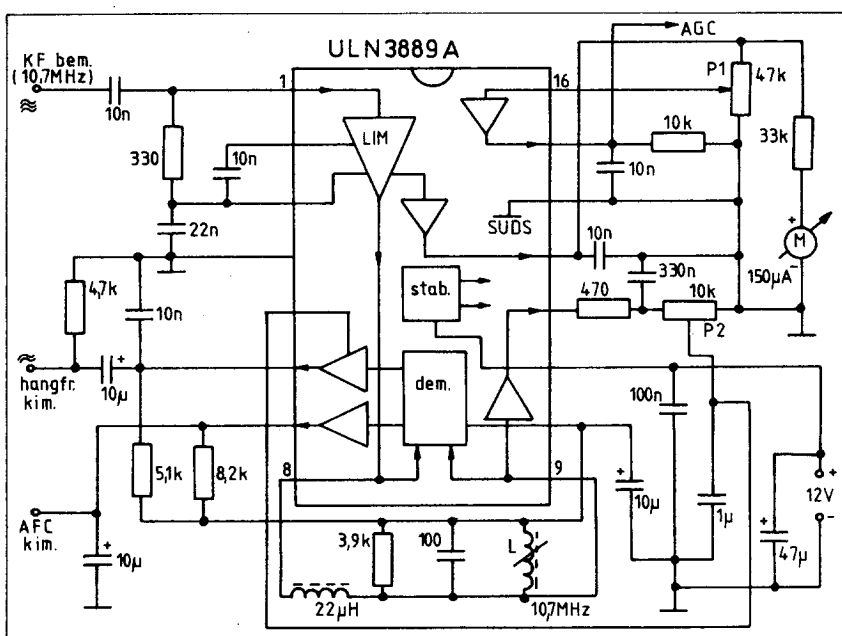 AGC
KF bem.
(10,7MHz)
ULN3889A
P1
47k
1
16
10n
LIM
10k
330
10n
33k
10n
SUDS
22n
10n
+
M
-
150µA
330n
4,7k
10n
stab.
470
10k
P2
+
10µ
hangfr.
kim.
dem.
100n
5,1k
8,2k
8
9
+
10µ
1µ
+
12V
-
AFC
kim.
+
10µ
3,9k
100
L
+
47µ
22µH
10,7MHz